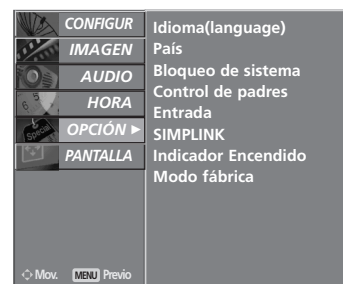 CONFIGUR
IMAGEN
AUDIO
HORA
OPCIÓN ►
PANTALLA
Mov. MENU Previo
Idioma(language)
País
Bloqueo de sistema
Control de padres
Entrada
SIMPLINK
Indicador Encendido
Modo fábrica